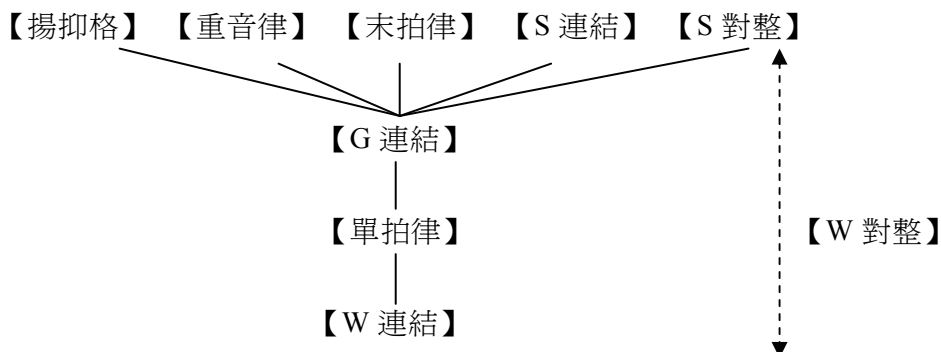 【揚抑格】 【重音律】 【末拍律】 【S 連結】 【S 對整】
【G 連結】
【單拍律】 【W 對整】
【W 連結】